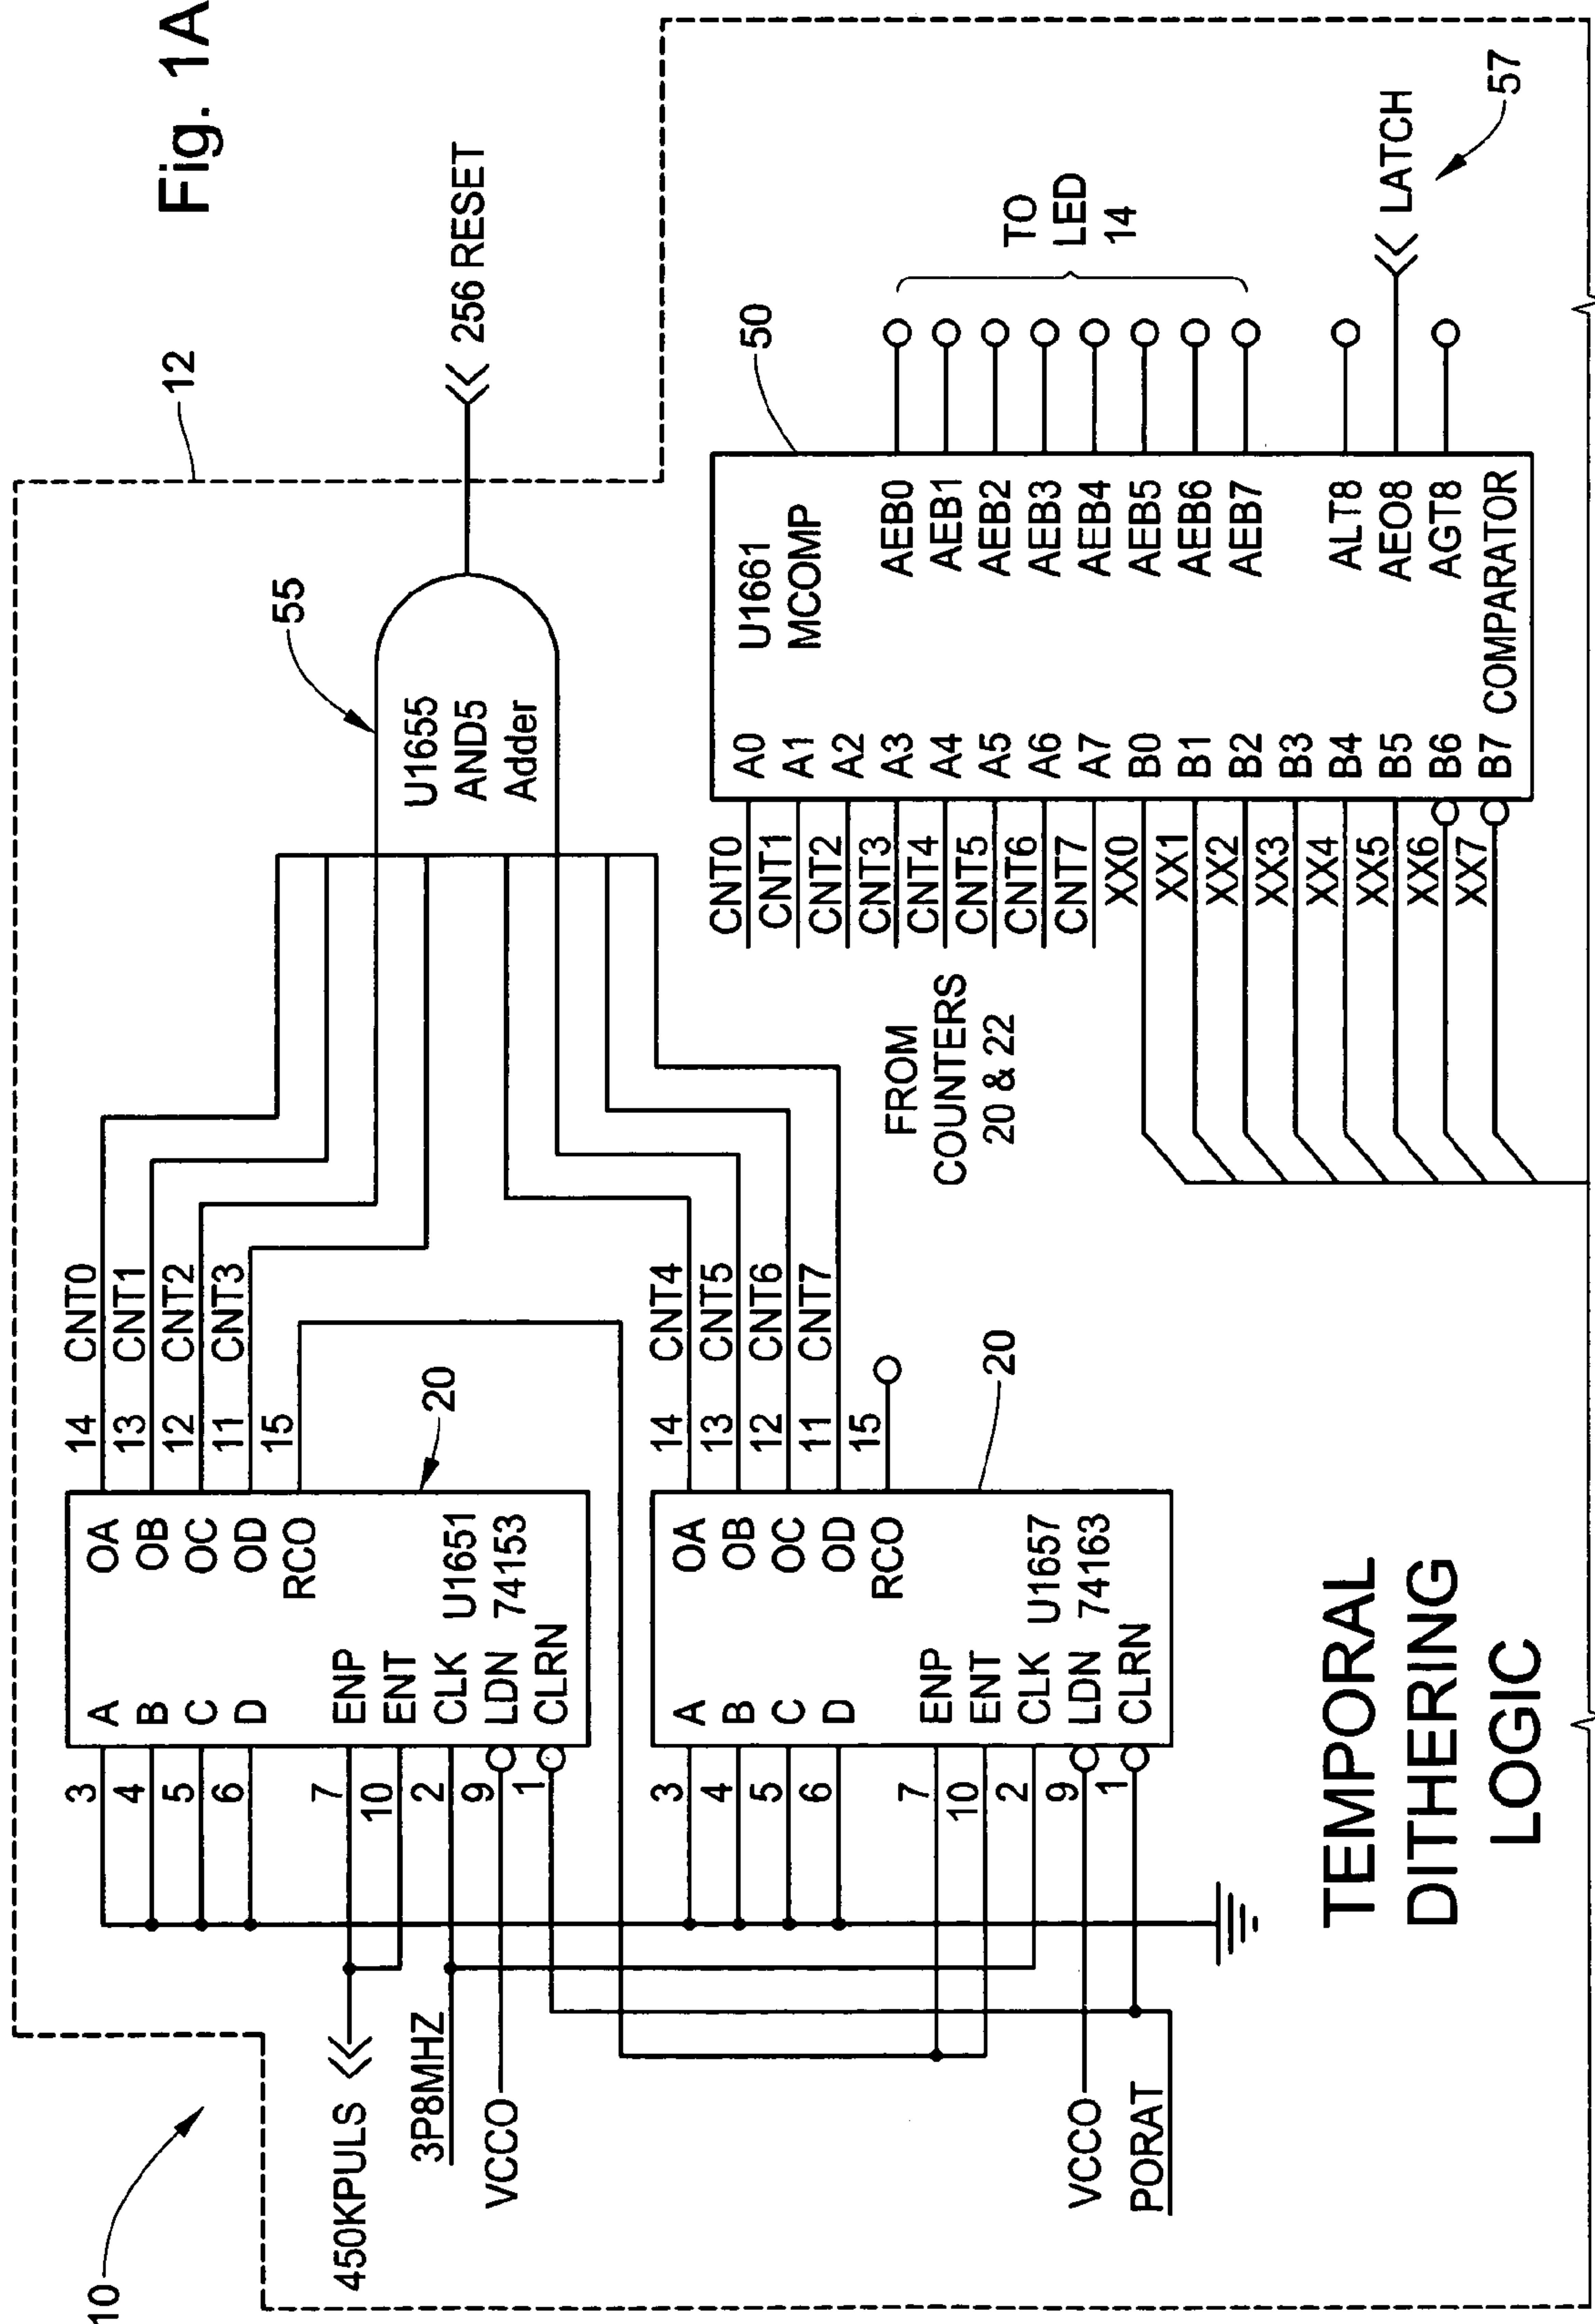 Fig. 1A
10
12
450KPULS
3P8MHZ
VCCO
3
4
5
6
7
10
2
9
1
A
B
C
D
ENP
ENT
CLK
LDN
CLRN
OA
OB
OC
OD
RCO
U1651
74153
14
13
12
11
15
CNT0
CNT1
CNT2
CNT3
20
55
U1655
AND5
Adder
256 RESET
VCCO
PORAT
3
4
5
6
7
10
2
9
1
A
B
C
D
ENP
ENT
CLK
LDN
CLRN
OA
OB
OC
OD
RCO
U1657
74163
14
13
12
11
15
CNT4
CNT5
CNT6
CNT7
20
FROM
COUNTERS
20 & 22
CNT0
CNT1
CNT2
CNT3
CNT4
CNT5
CNT6
CNT7
XX0
XX1
XX2
XX3
XX4
XX5
XX6
XX7
A0
A1
A2
A3
A4
A5
A6
A7
B0
B1
B2
B3
B4
B5
B6
B7
U1661
MCOMP
AEB0
AEB1
AEB2
AEB3
AEB4
AEB5
AEB6
AEB7
ALT8
AEO8
AGT8
COMPARATOR
50
TO
LED
14
LATCH
57
TEMPORAL
DITHERING
LOGIC